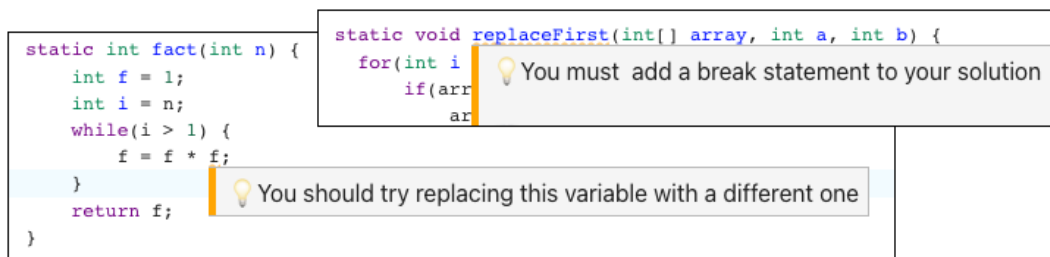 static int fact(int n) {
int f = 1;
int i = n;
while(i > 1) {
f = f * f;
}
return f;
}
You should try replacing this variable with a different one
static void replaceFirst(int[] array, int a, int b) {
for(int i
if(arr
ar
You must add a break statement to your solution